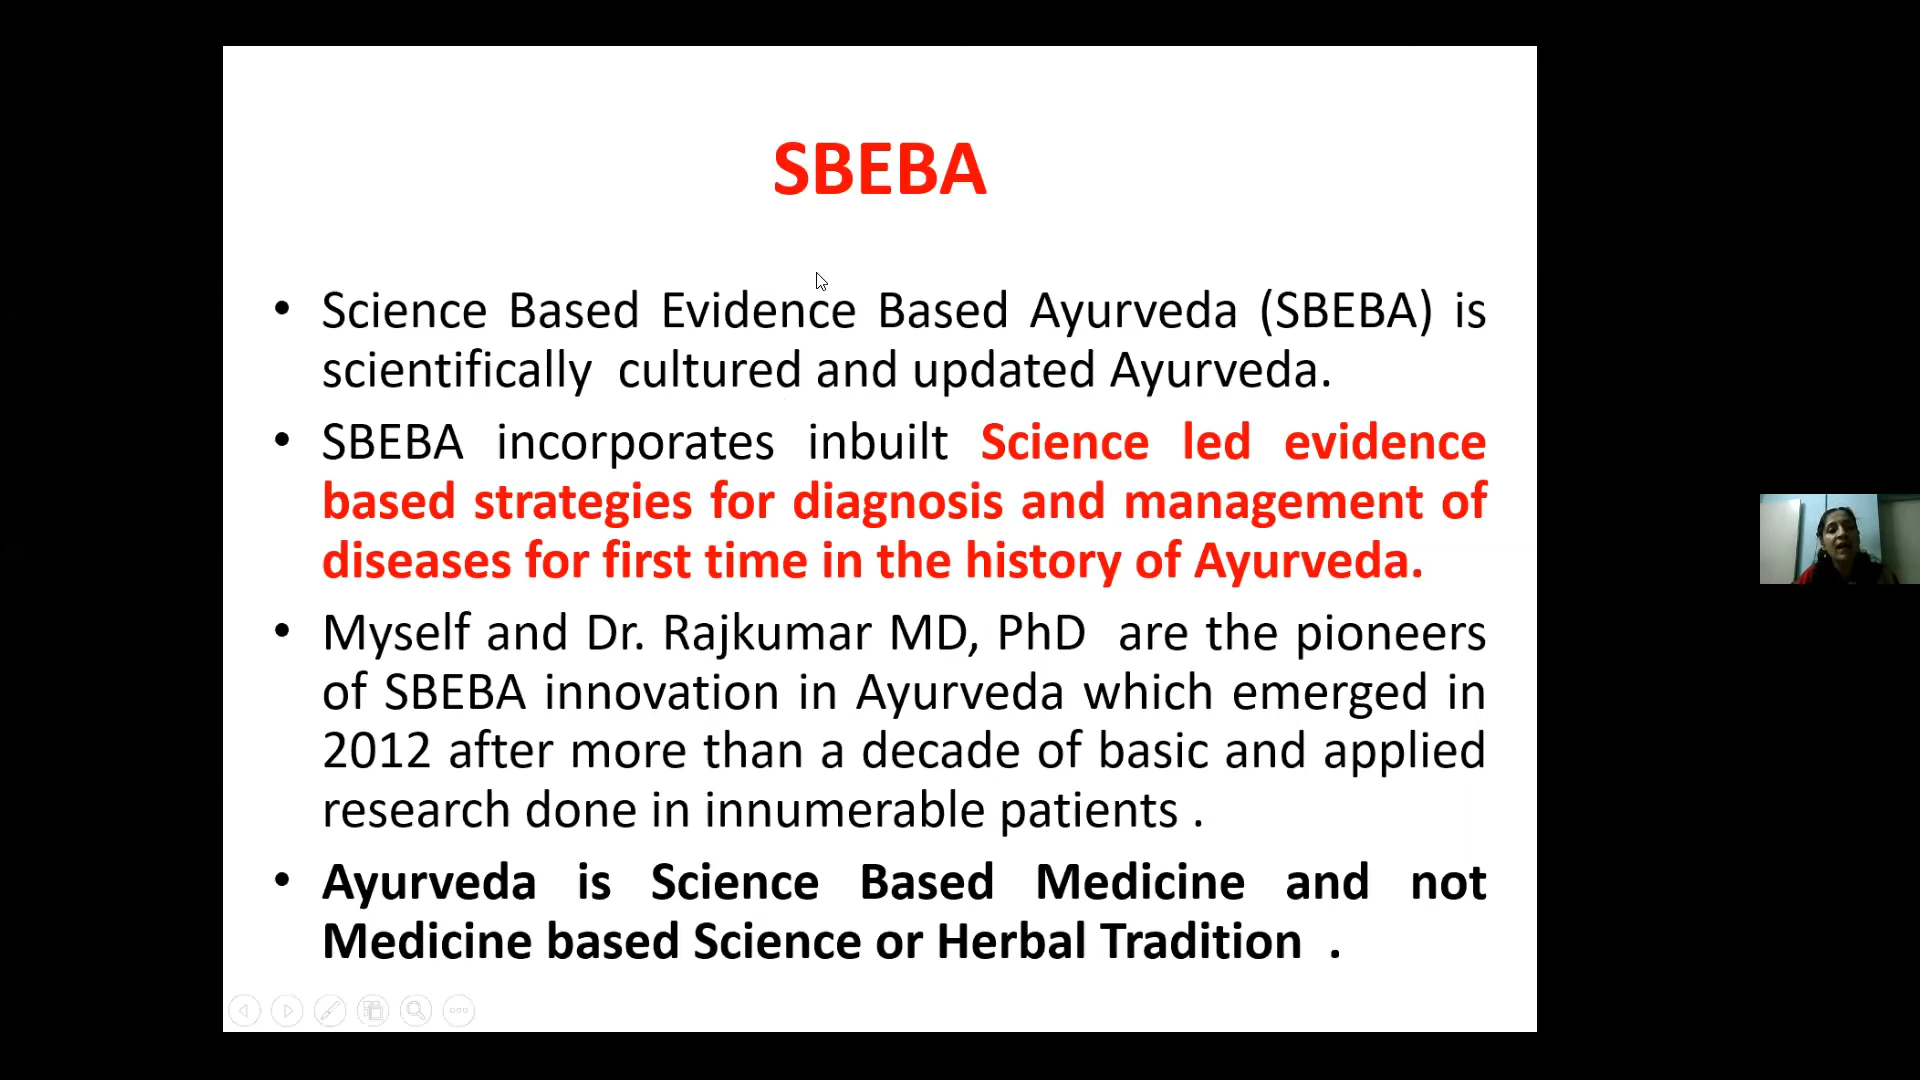 SBEBA
• Science Based Evidence Based Ayurveda (SBEBA) is
scientifically cultured and updated Ayurveda.
• SBEBA incorporates inbuilt Science led evidence
based strategies for diagnosis and management of
diseases for first time in the history of Ayurveda.
• Myself and Dr. Rajkumar MD, PhD are the pioneers
of SBEBA innovation in Ayurveda which emerged in
2012 after more than a decade of basic and applied
research done in innumerable patients .
• Ayurveda is Science Based Medicine and not
Medicine based Science or Herbal Tradition .